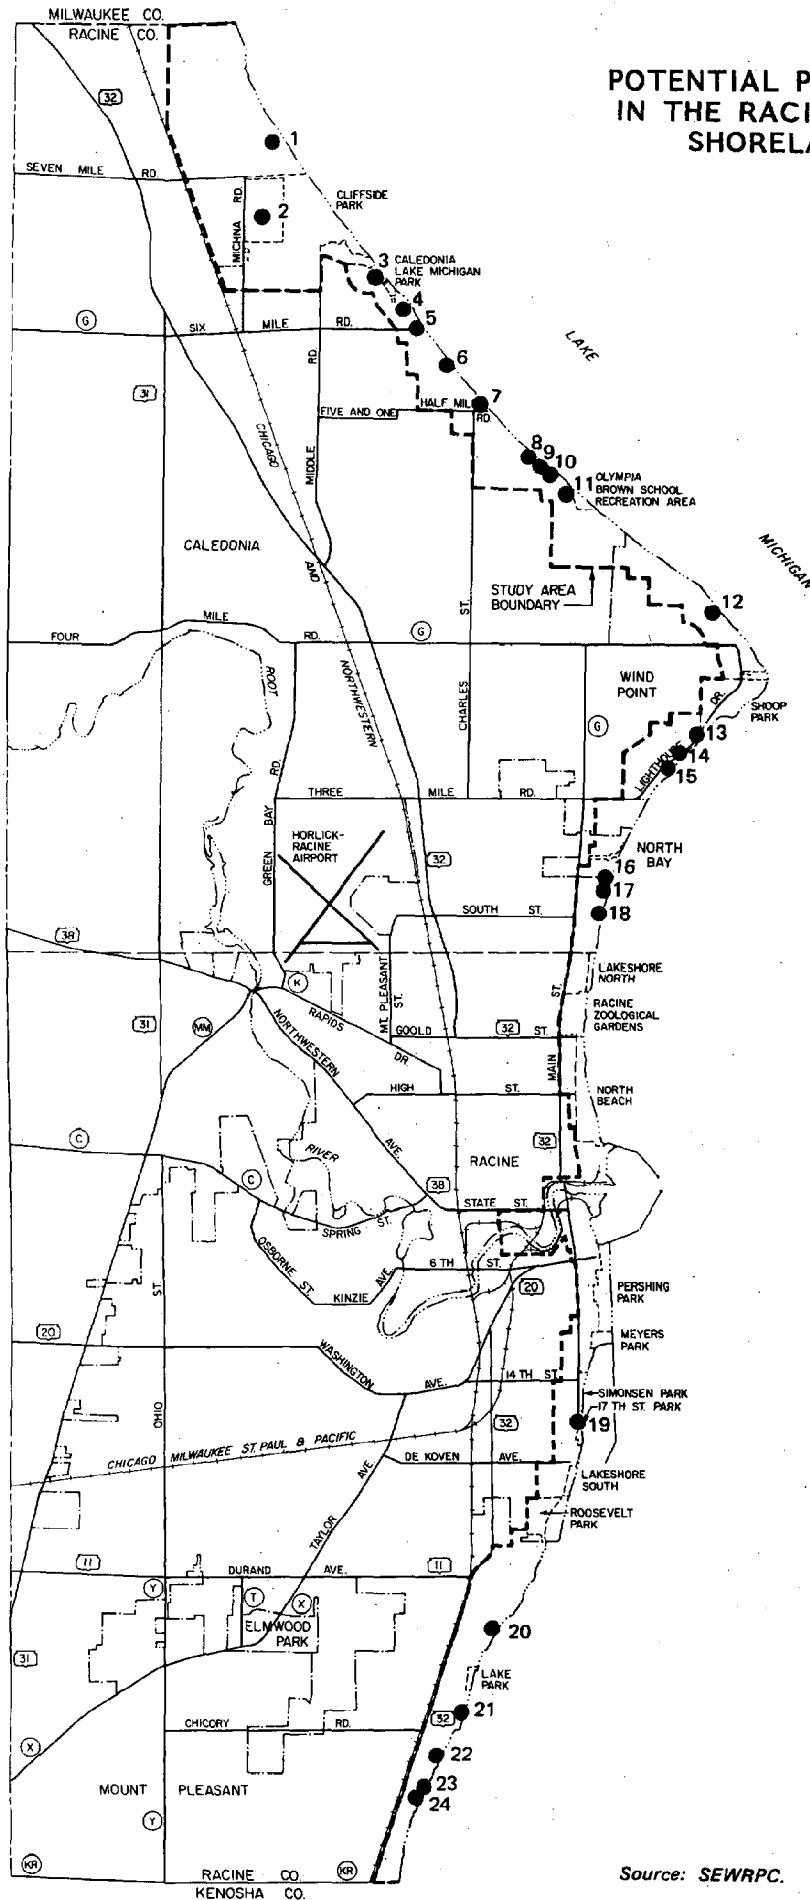 MILWAUKEE CO.
RACINE CO.
POTENTIAL P
IN THE RACI
SHORELA
32
1
SEVEN MILE RD.
MICHNA RD.
2
CLIFFSIDE
PARK
3
CALEDONIA
LAKE MICHIGAN
PARK
4
5
G
SIX MILE RD.
LAKE
6
31
7
HALF MILE
RD.
FIVE AND ONE
MIDDLE RD.
CHICAGO AND NORTHWESTERN
8
9
10
11
OLYMPIA
BROWN SCHOOL
RECREATION AREA
CALEDONIA
MICHIGAN
STUDY AREA
BOUNDARY
12
FOUR MILE RD.
G
CHARLES ST.
ROOT
WIND
POINT
SHOOP
PARK
LIGHTHOUSE DR.
G
13
14
15
THREE MILE RD.
GREEN BAY RD.
HORLICK-
RACINE
AIRPORT
32
NORTH
BAY
16
17
18
SOUTH ST.
38
LAKESHORE
NORTH
RACINE
ZOOLOGICAL
GARDENS
K
MT. PLEASANT ST.
31
MM
RAPIDS DR.
GOOLD 32 ST.
MAIN ST.
NORTHWESTERN AVE.
HIGH ST.
NORTH
BEACH
C
RIVER
RACINE
32
C
38
STATE ST.
SPRING ST.
OSBORNE ST.
KINZIE AVE.
6 TH ST.
20
PERSHING
PARK
OHIO ST.
20
MEYERS
PARK
WASHINGTON AVE.
14 TH ST.
SIMONSEN PARK
17 TH ST. PARK
19
32
CHICAGO MILWAUKEE ST. PAUL & PACIFIC
DE KOVEN AVE.
LAKESHORE
SOUTH
TAYLOR AVE.
ROOSEVELT
PARK
11
DURAND AVE.
11
Y
T
X
ELMWOOD
PARK
20
31
LAKE
PARK
32
21
CHICORY RD.
X
22
23
24
MOUNT PLEASANT
Y
KR
RACINE CO.
KR
KENOSHA CO.
Source: SEWRPC.